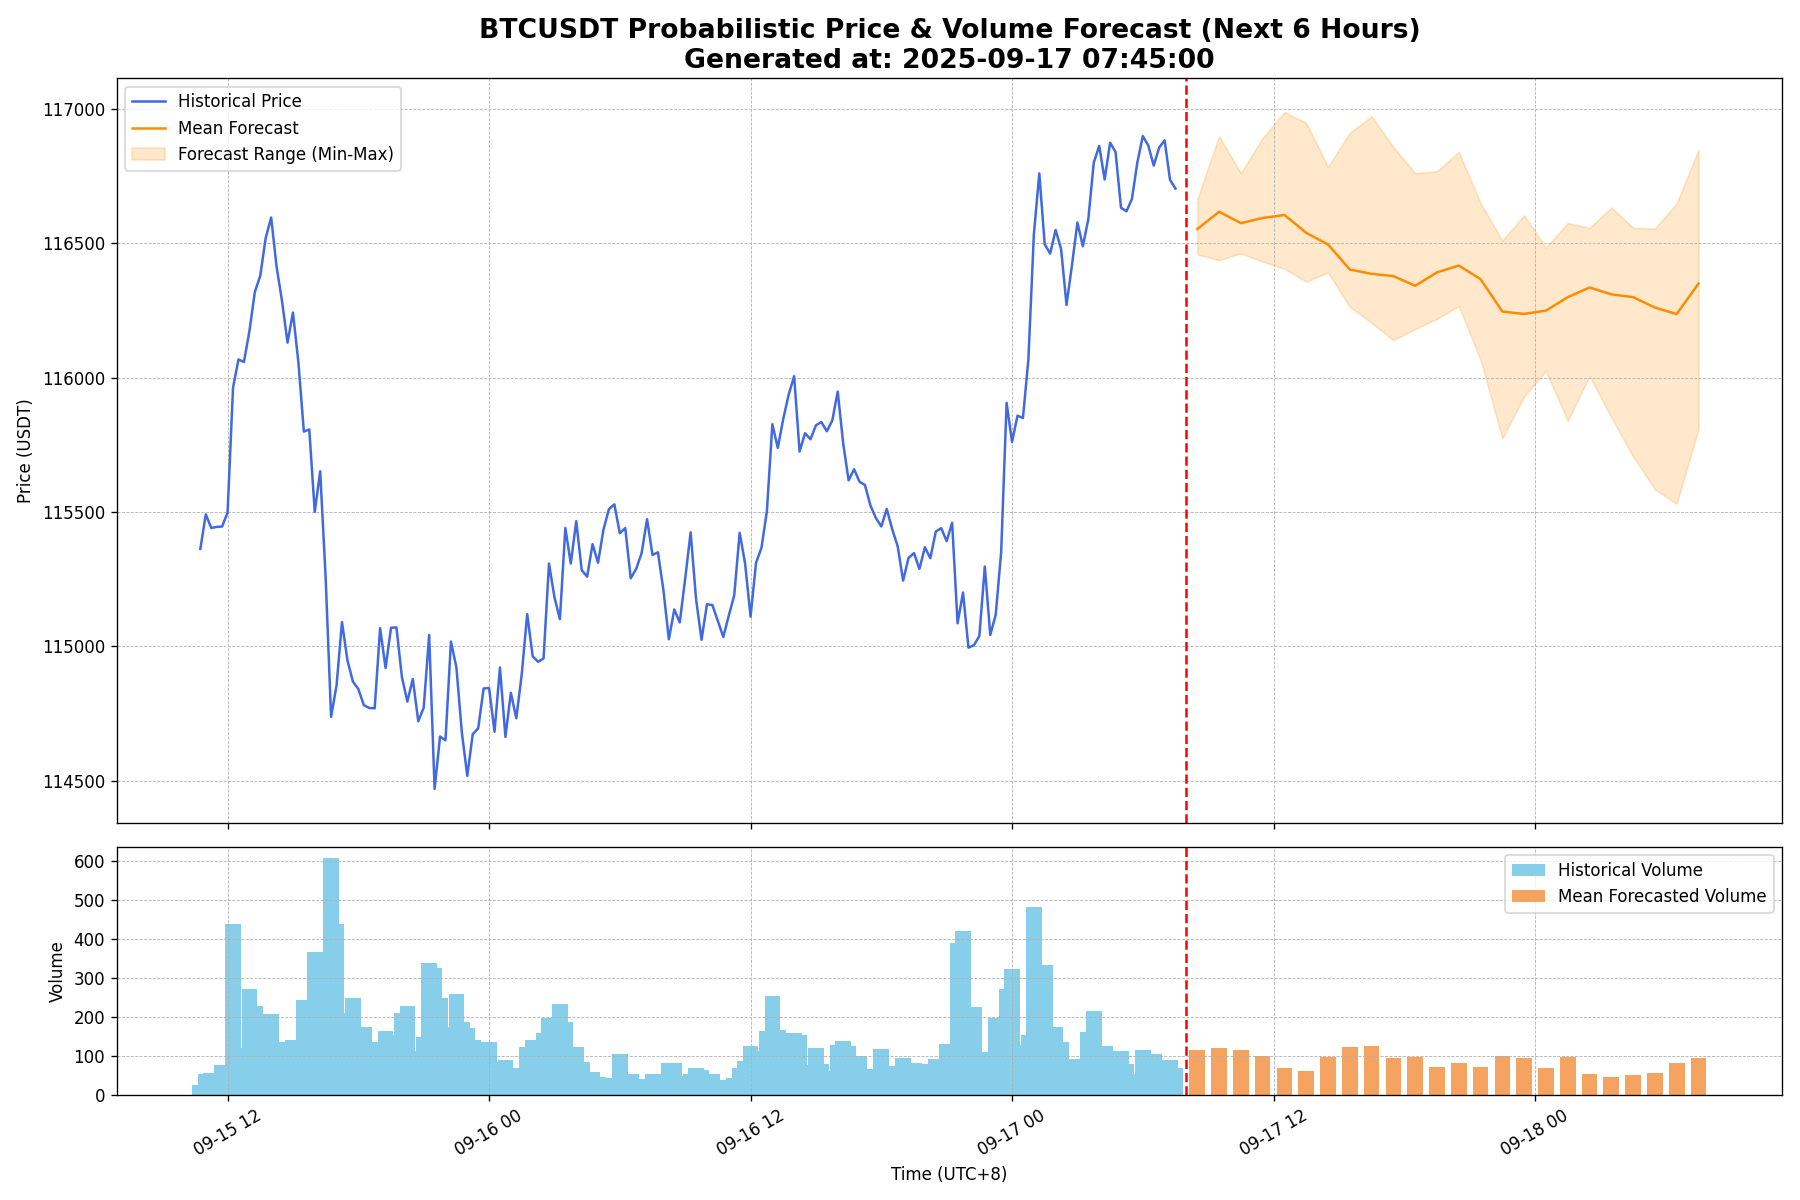 BTCUSDT Probabilistic Price & Volume Forecast (Next 6 Hours)
Generated at: 2025-09-17 07:45:00
Historical Price
Mean Forecast
Forecast Range (Min-Max)
117000
116500
116000
115500
115000
114500
Price (USDT)
Historical Volume
Mean Forecasted Volume
600
500
400
300
200
100
0
Volume
09-15 12
09-16 00
09-16 12
09-17 00
09-17 12
09-18 00
Time (UTC+8)